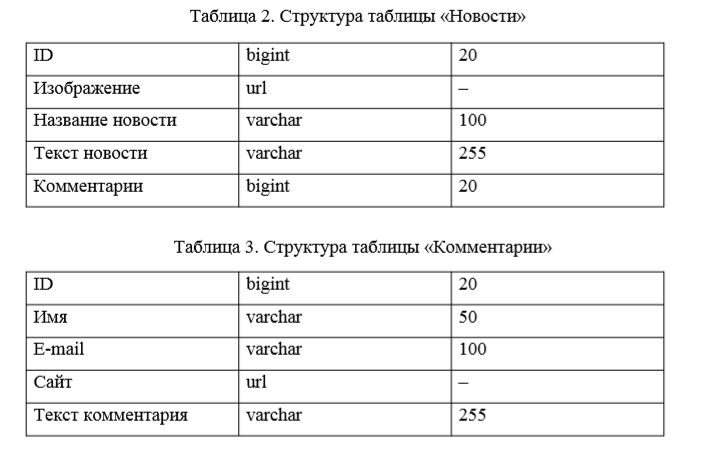 Таблица 2. Структура таблицы «Новости»
ID bigint 20
Изображение url –
Название новости varchar 100
Текст новости varchar 255
Комментарии bigint 20
Таблица 3. Структура таблицы «Комментарии»
ID bigint 20
Имя varchar 50
E-mail varchar 100
Сайт url –
Текст комментария varchar 255